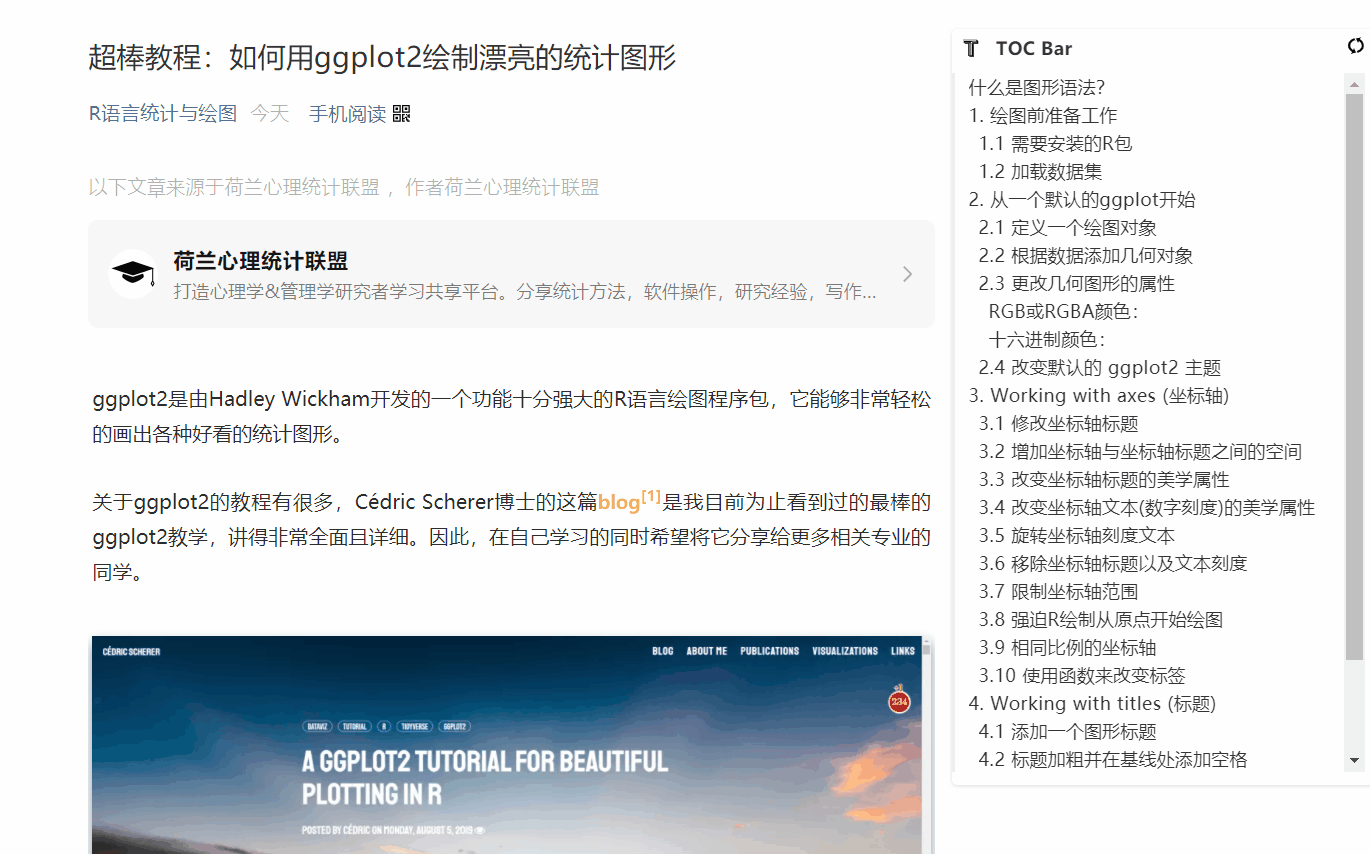 超棒教程：如何用ggplot2绘制漂亮的统计图形
R语言统计与绘图 今天 手机阅读
以下文章来源于荷兰心理统计联盟 ，作者荷兰心理统计联盟
荷兰心理统计联盟
打造心理学&管理学研究者学习共享平台。分享统计方法，软件操作，研究经验，写作...
ggplot2是由Hadley Wickham开发的一个功能十分强大的R语言绘图程序包，它能够非常轻松
的画出各种好看的统计图形。
关于ggplot2的教程有很多，Cédric Scherer博士的这篇blog[1]是我目前为止看到过的最棒的
ggplot2教学，讲得非常全面且详细。因此，在自己学习的同时希望将它分享给更多相关专业的
同学。
CÉDRIC SCHERER
BLOG ABOUT ME PUBLICATIONS VISUALIZATIONS LINKS
234
DATAVIZ TUTORIAL R TIDYVERSE GGPLOT2
A GGPLOT2 TUTORIAL FOR BEAUTIFUL
PLOTTING IN R
POSTED BY CÉDRIC ON MONDAY, AUGUST 5, 2019
TOC Bar
什么是图形语法？
1. 绘图前准备工作
1.1 需要安装的R包
1.2 加载数据集
2. 从一个默认的ggplot开始
2.1 定义一个绘图对象
2.2 根据数据添加几何对象
2.3 更改几何图形的属性
RGB或RGBA颜色：
十六进制颜色：
2.4 改变默认的 ggplot2 主题
3. Working with axes (坐标轴)
3.1 修改坐标轴标题
3.2 增加坐标轴与坐标轴标题之间的空间
3.3 改变坐标轴标题的美学属性
3.4 改变坐标轴文本(数字刻度)的美学属性
3.5 旋转坐标轴刻度文本
3.6 移除坐标轴标题以及文本刻度
3.7 限制坐标轴范围
3.8 强迫R绘制从原点开始绘图
3.9 相同比例的坐标轴
3.10 使用函数来改变标签
4. Working with titles (标题)
4.1 添加一个图形标题
4.2 标题加粗并在基线处添加空格